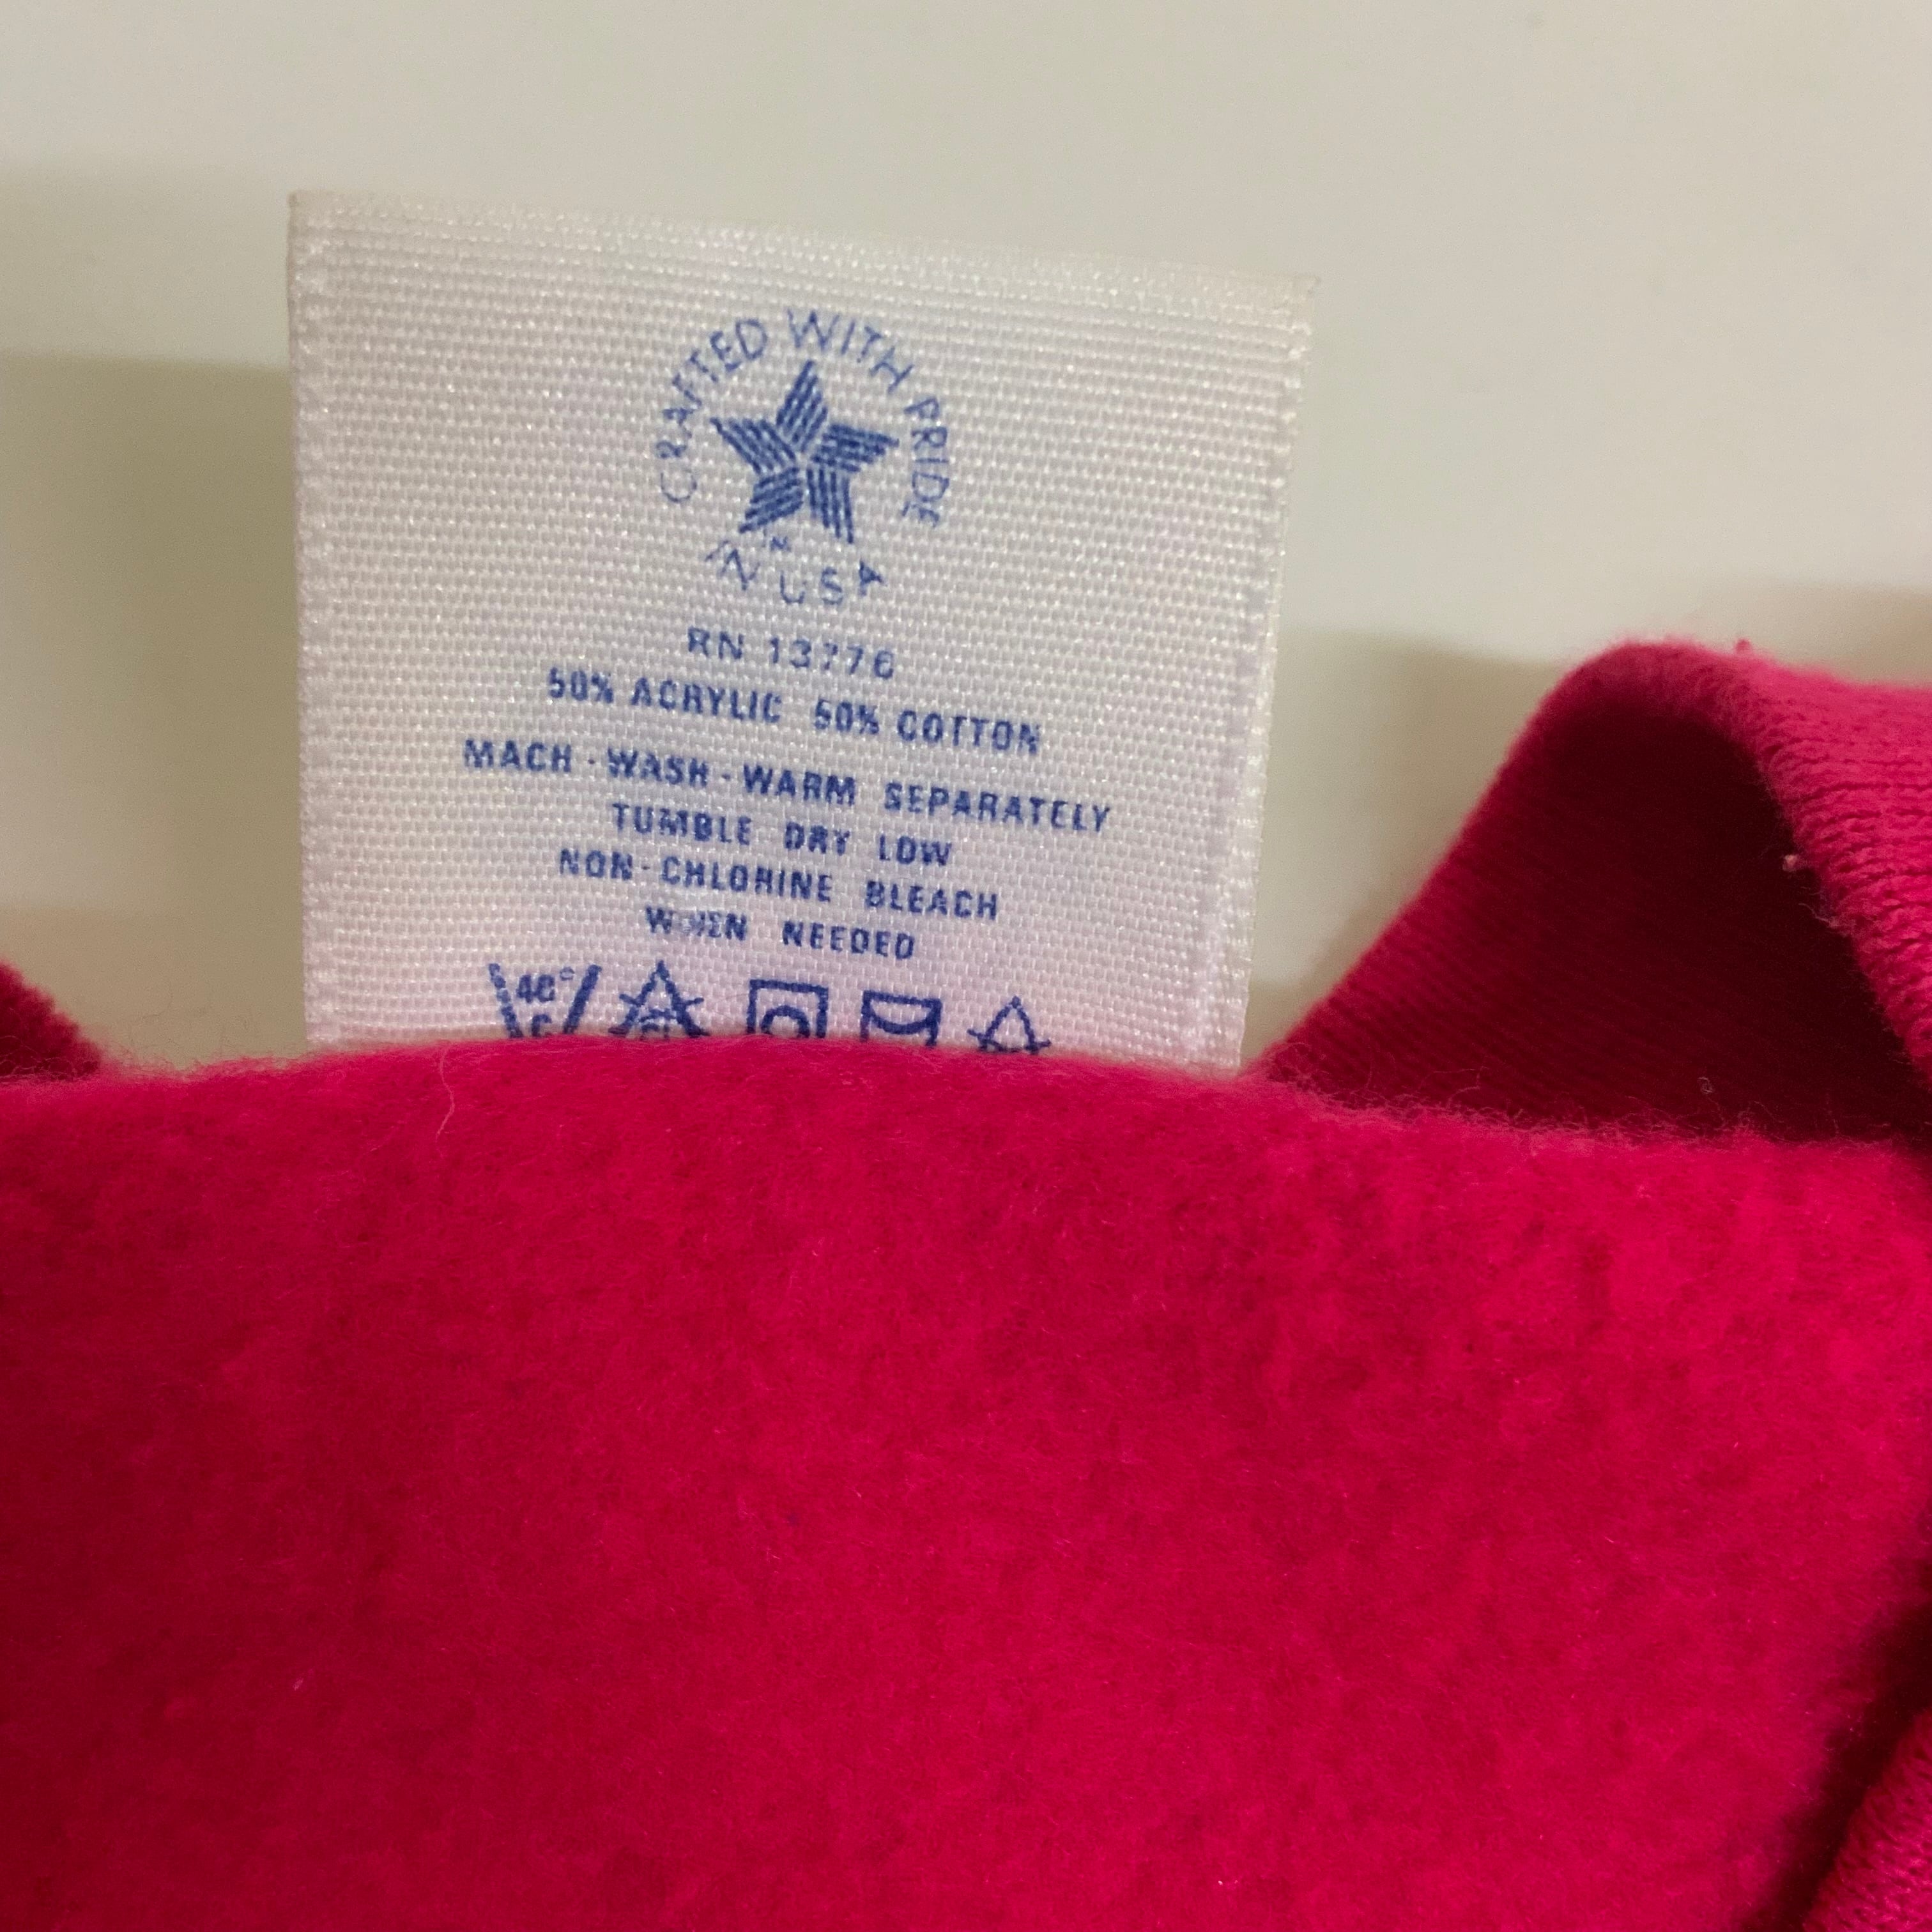 CRAFTED WITH PRIDE
IN USA
RN 13776
50% ACRYLIC 50% COTTON
MACH-WASH-WARM SEPARATELY
TUMBLE DRY LOW
NON-CHLORINE BLEACH
WHEN NEEDED
40°